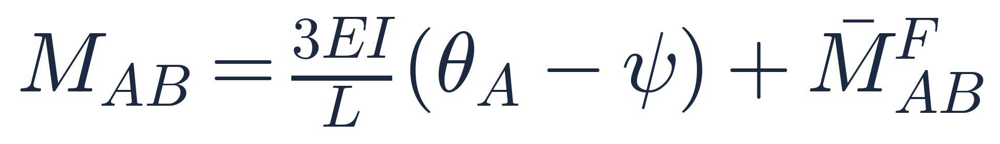 M_{AB} = \frac{3EI}{L}(\theta_A - \psi) + \bar{M}^F_{AB}